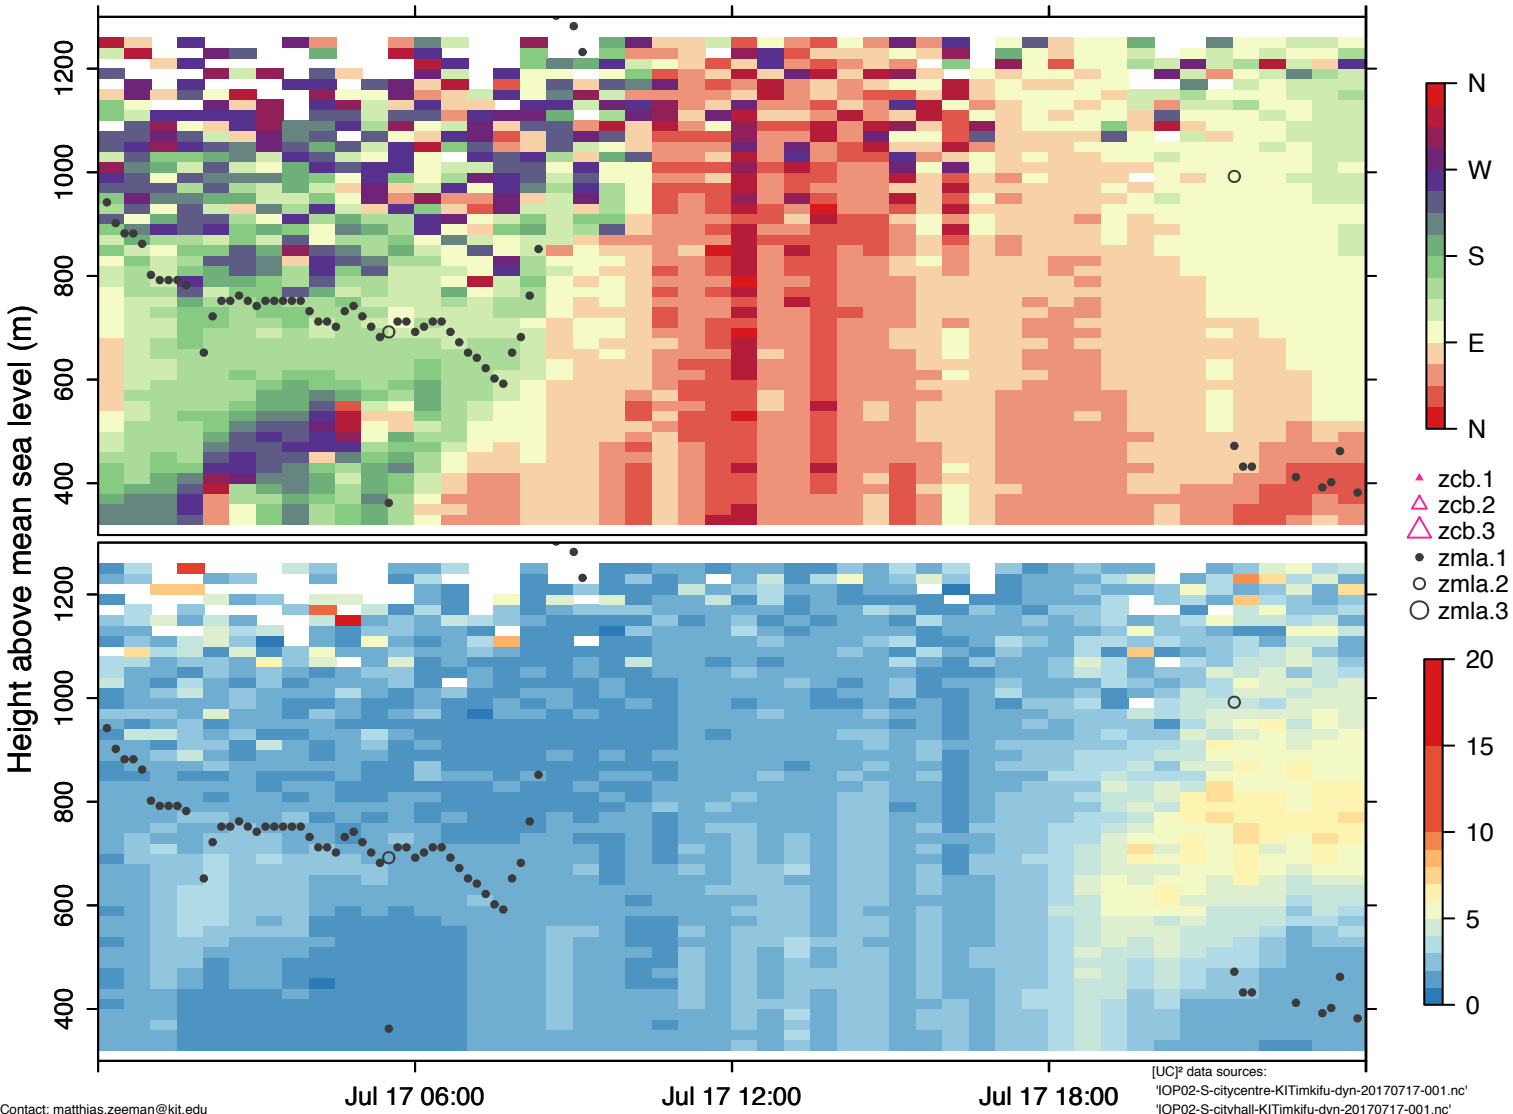 1200
1000
800
600
400
Height above mean sea level (m)
1200
1000
800
600
400
Jul 17 06:00
Jul 17 12:00
Jul 17 18:00
N
W
S
E
N
zcb.1
zcb.2
zcb.3
zmla.1
zmla.2
zmla.3
20
15
10
5
0
[UC]² data sources:
'IOP02-S-citycentre-KITimkifu-dyn-20170717-001.nc'
'IOP02-S-cityhall-KITimkifu-dyn-20170717-001.nc'
Contact: matthias.zeeman@kit.edu